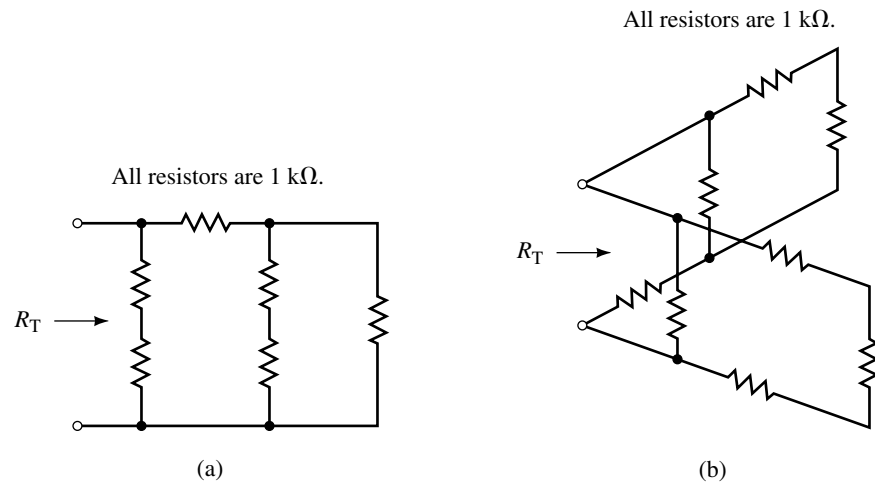 All resistors are 1 kΩ.
R_T
(a)
All resistors are 1 kΩ.
R_T
(b)